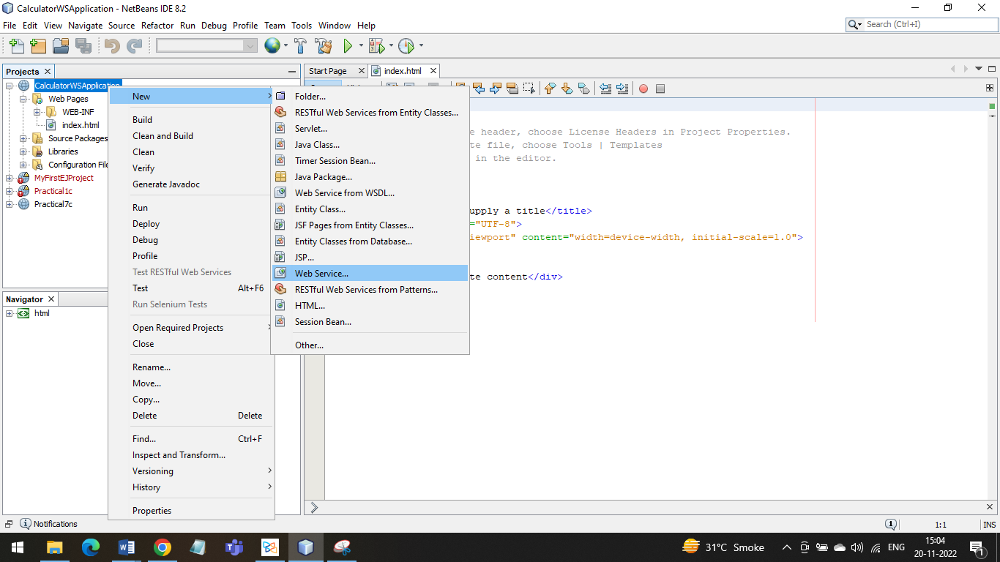 CalculatorWSApplication - NetBeans IDE 8.2
File Edit View Navigate Source Refactor Run Debug Profile Team Tools Window Help
Search (Ctrl+I)
Projects
Start Page
index.html
CalculatorWSApplication
Web Pages
WEB-INF
index.html
Source Packages
Libraries
Configuration File
MyFirstEJProject
Practical1c
Practical7c
Navigator
html
New
Build
Clean and Build
Clean
Verify
Generate Javadoc
Run
Deploy
Debug
Profile
Test RESTful Web Services
Test Alt+F6
Run Selenium Tests
Open Required Projects
Close
Rename...
Move...
Copy...
Delete Delete
Find... Ctrl+F
Inspect and Transform...
Versioning
History
Properties
Folder...
RESTful Web Services from Entity Classes...
Servlet...
Java Class...
Timer Session Bean...
Java Package...
Web Service from WSDL...
Entity Class...
JSF Pages from Entity Classes...
Entity Classes from Database...
JSP...
Web Service...
RESTful Web Services from Patterns...
HTML...
Session Bean...
Other...
e header, choose License Headers in Project Properties.
te file, choose Tools | Templates
in the editor.
upply a title</title>
="UTF-8">
iewport" content="width=device-width, initial-scale=1.0">
te content</div>
Notifications
1
1:1
INS
31°C Smoke
ENG
15:04
20-11-2022
1